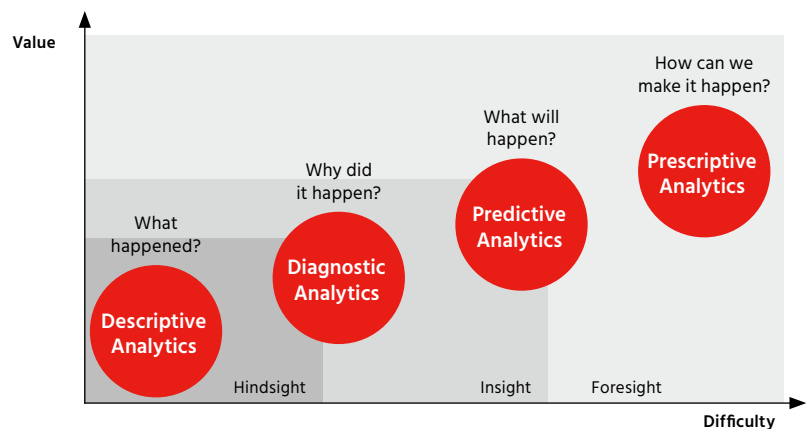 Value
How can we
make it happen?
Prescriptive
Analytics
What will
happen?
Predictive
Analytics
Why did
it happen?
Diagnostic
Analytics
What
happened?
Descriptive
Analytics
Hindsight
Insight
Foresight
Difficulty